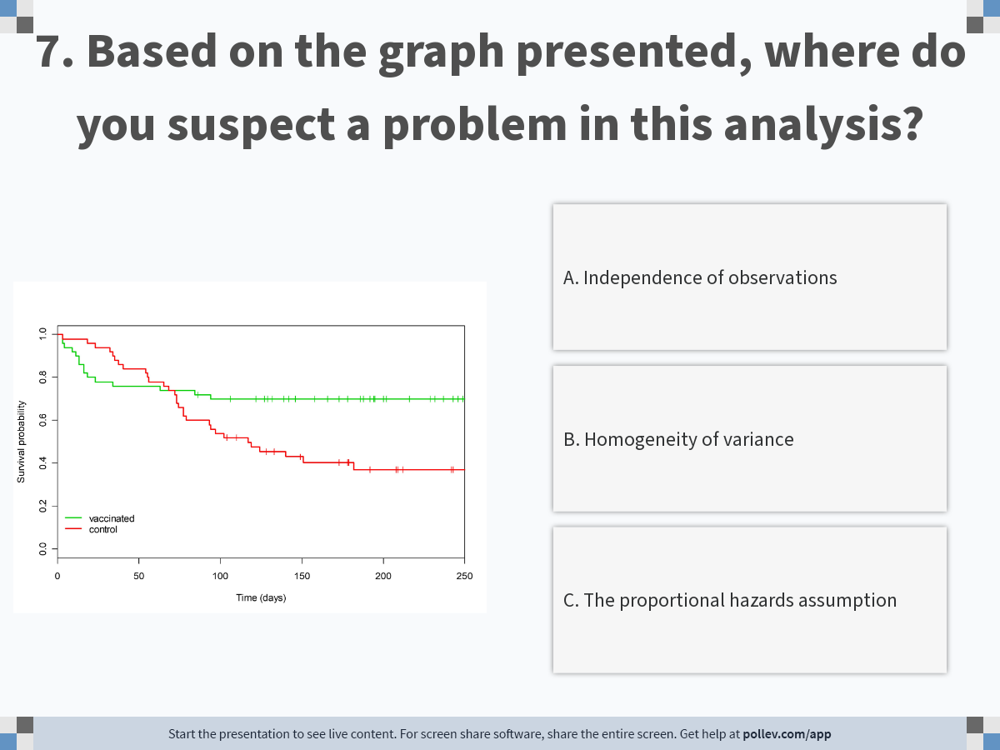 7. Based on the graph presented, where do
you suspect a problem in this analysis?
A. Independence of observations
B. Homogeneity of variance
C. The proportional hazards assumption
Survival probability
1.0
0.8
0.6
0.4
0.2
0.0
vaccinated
control
0 50 100 150 200 250
Time (days)
Start the presentation to see live content. For screen share software, share the entire screen. Get help at pollev.com/app